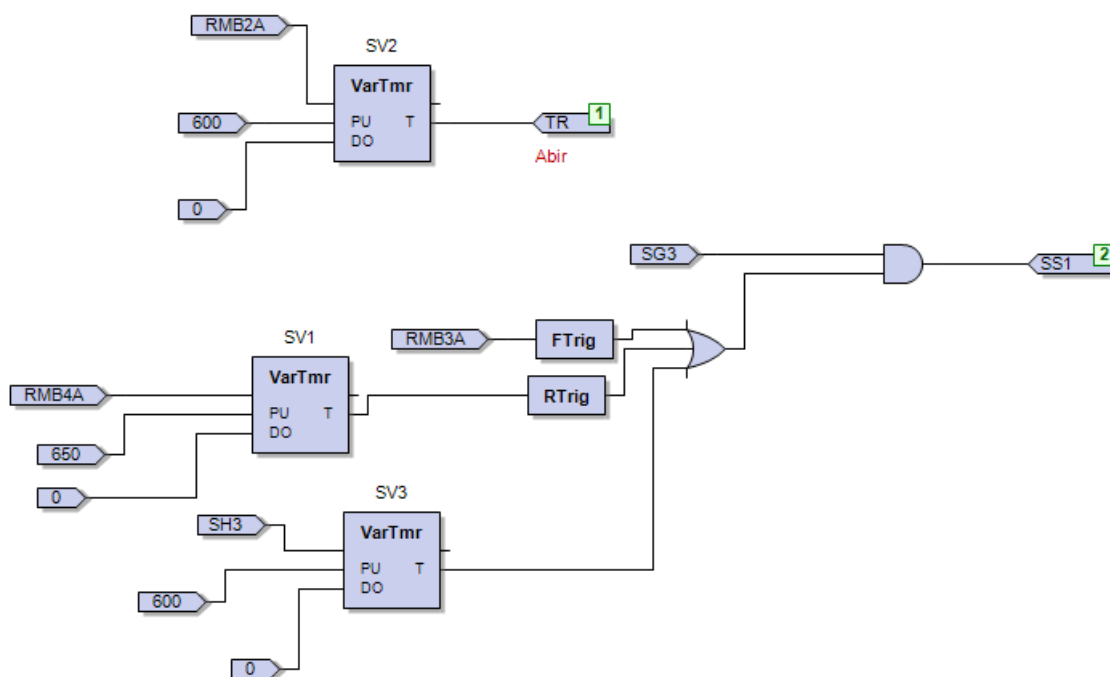 RMB2A
SV2
VarTmr
600
PU T
DO
TR
1
Abir
0
SG3
2
SS1
SV1
RMB3A
FTrig
VarTmr
RMB4A
RTrig
PU T
DO
650
0
SV3
SH3
VarTmr
PU T
600
DO
0